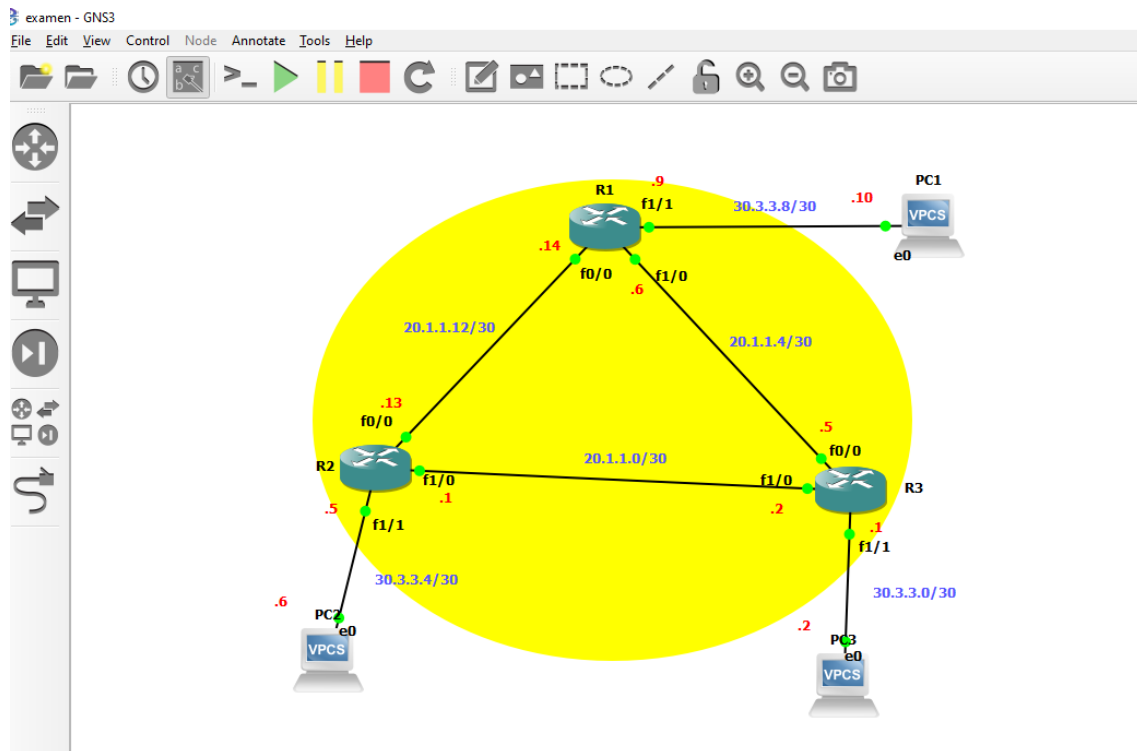 examen - GNS3
File Edit View Control Node Annotate Tools Help
R1
.9
f1/1
30.3.3.8/30
.10
PC1
VPCS
e0
.14
f0/0
.6
f1/0
20.1.1.12/30
20.1.1.4/30
.13
f0/0
.5
f0/0
R2
f1/0
.1
20.1.1.0/30
f1/0
.2
R3
.5
f1/1
.1
f1/1
30.3.3.4/30
30.3.3.0/30
.6
PC2
e0
VPCS
.2
PC3
e0
VPCS